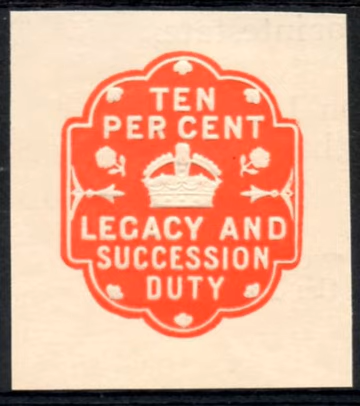 TEN
PER CENT
LEGACY AND
SUCCESSION
DUTY